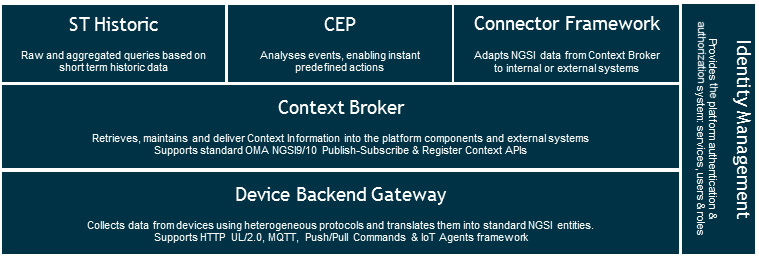 ST Historic
Raw and aggregated queries based on
short term historic data
CEP
Analyses events, enabling instant
predefined actions
Connector Framework
Adapts NGSI data from Context Broker
to internal or external systems
Context Broker
Retrieves, maintains and deliver Context Information into the platform components and external systems
Supports standard OMA NGSI9/10 Publish-Subscribe & Register Context APIs
Device Backend Gateway
Collects data from devices using heterogeneous protocols and translates them into standard NGSI entities.
Supports HTTP UL/2.0, MQTT, Push/Pull Commands & IoT Agents framework
Identity Management
Provides the platform authentication &
authorization system: services, users & roles